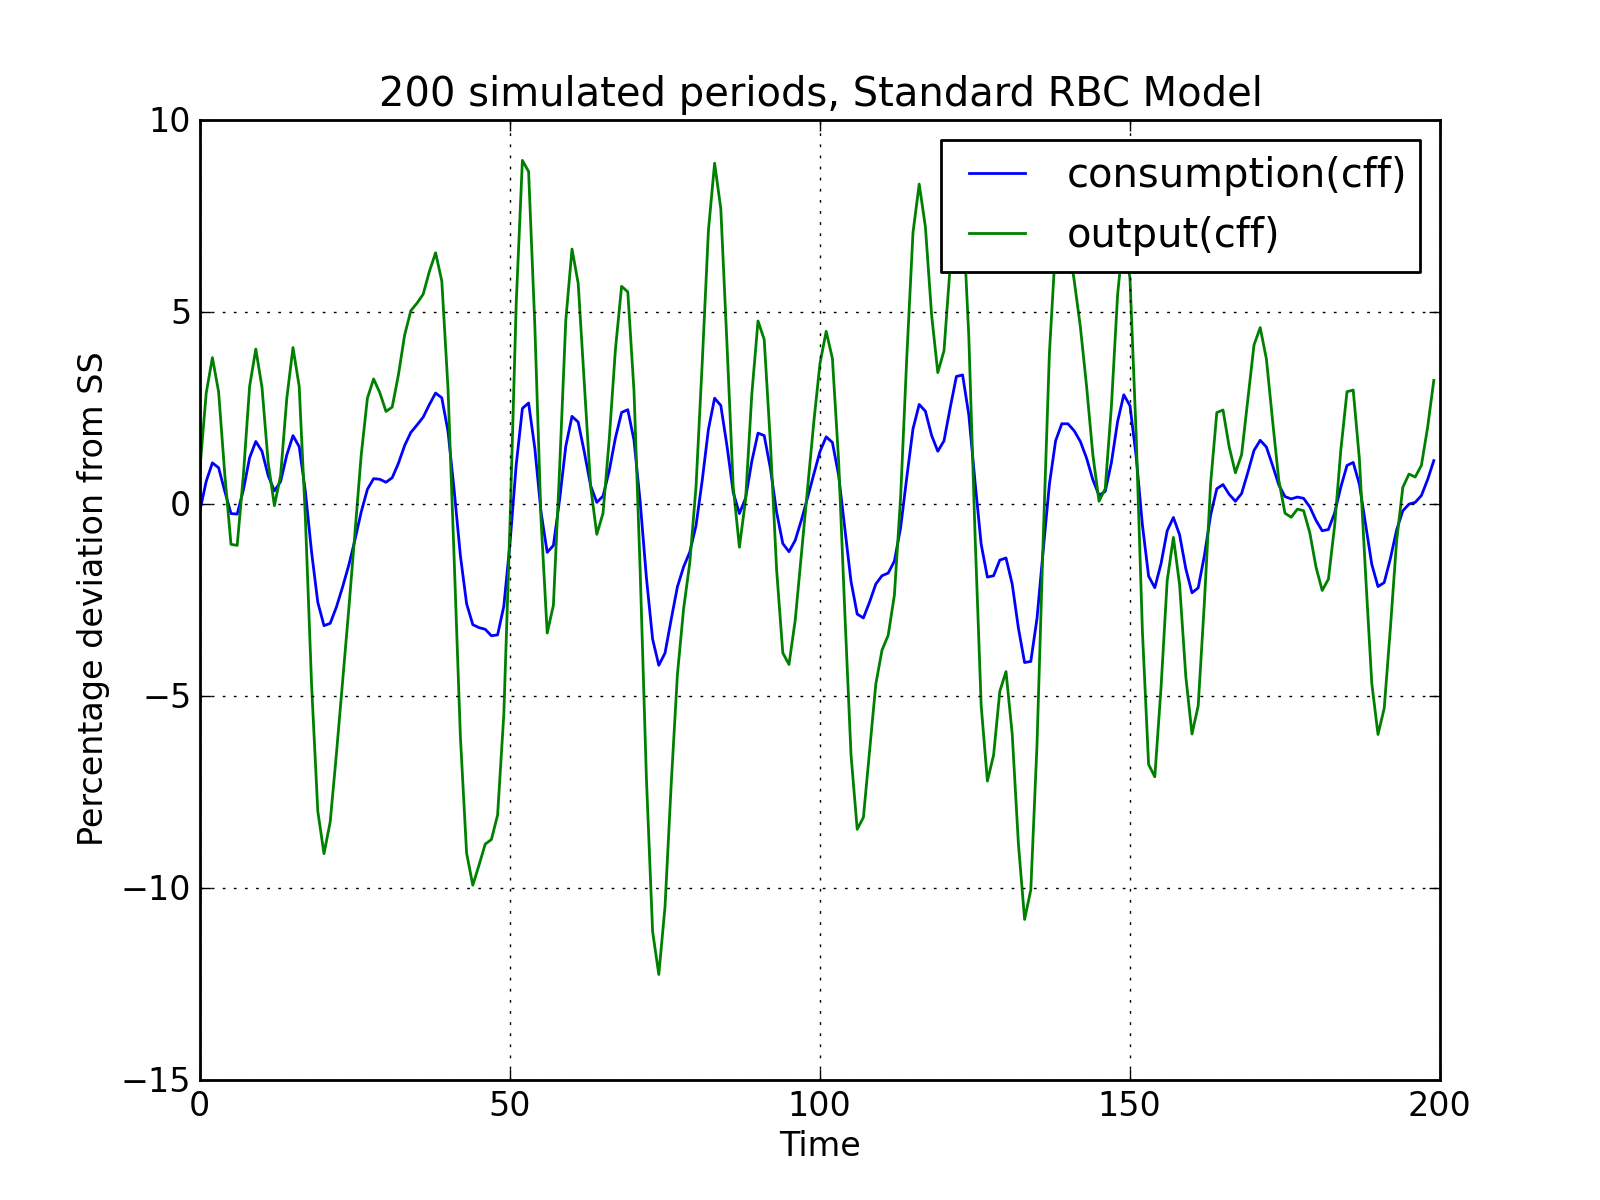 200 simulated periods, Standard RBC Model
consumption(cff)
output(cff)
Percentage deviation from SS
10
5
0
−5
−10
−15
0 50 100 150 200
Time